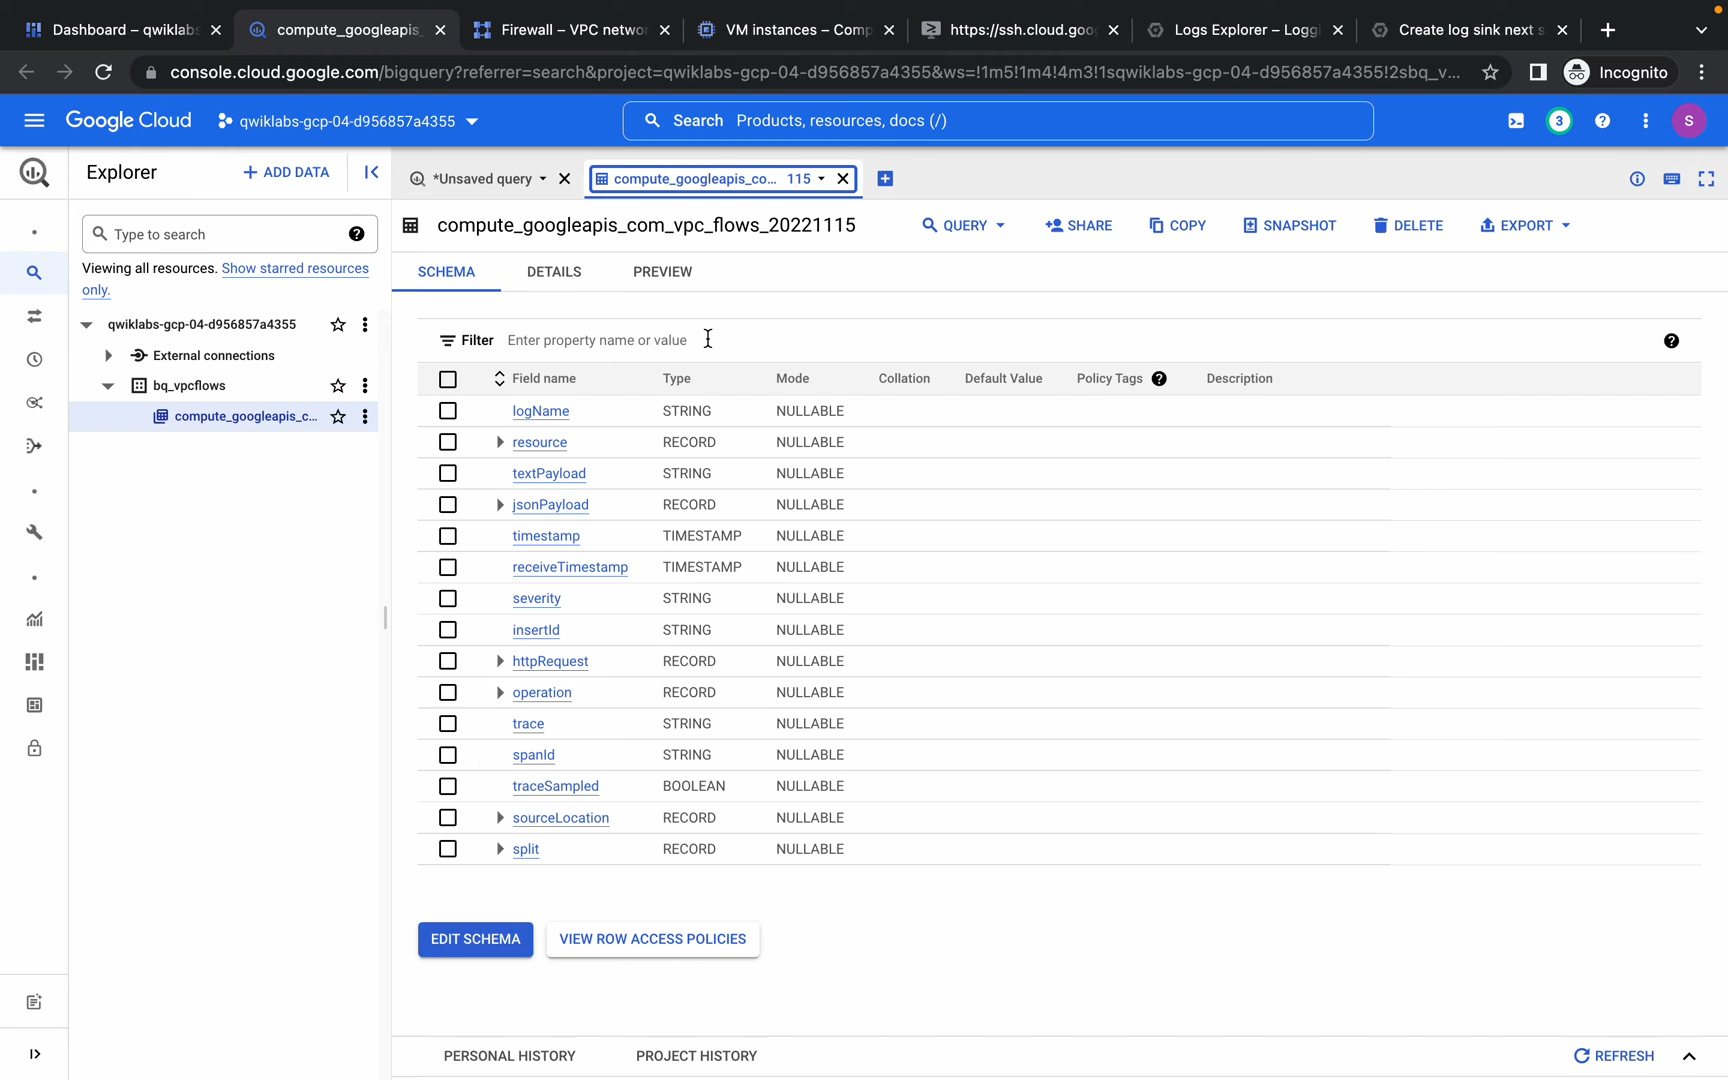 Dashboard – qwiklabs
compute_googleapis_
Firewall – VPC networ
VM instances – Comp
https://ssh.cloud.goo
Logs Explorer – Loggi
Create log sink next s
console.cloud.google.com/bigquery?referrer=search&project=qwiklabs-gcp-04-d956857a4355&ws=!1m5!1m4!4m3!1sqwiklabs-gcp-04-d956857a4355!2sbq_v...
Incognito
Google Cloud
qwiklabs-gcp-04-d956857a4355
Search Products, resources, docs (/)
3
S
Explorer
+ ADD DATA
*Unsaved query
compute_googleapis_co... 115
Type to search
Viewing all resources. Show starred resources
only.
qwiklabs-gcp-04-d956857a4355
External connections
bq_vpcflows
compute_googleapis_c...
compute_googleapis_com_vpc_flows_20221115
QUERY
SHARE
COPY
SNAPSHOT
DELETE
EXPORT
SCHEMA DETAILS PREVIEW
Filter Enter property name or value
Field name Type Mode Collation Default Value Policy Tags Description
logName STRING NULLABLE
resource RECORD NULLABLE
textPayload STRING NULLABLE
jsonPayload RECORD NULLABLE
timestamp TIMESTAMP NULLABLE
receiveTimestamp TIMESTAMP NULLABLE
severity STRING NULLABLE
insertId STRING NULLABLE
httpRequest RECORD NULLABLE
operation RECORD NULLABLE
trace STRING NULLABLE
spanId STRING NULLABLE
traceSampled BOOLEAN NULLABLE
sourceLocation RECORD NULLABLE
split RECORD NULLABLE
EDIT SCHEMA
VIEW ROW ACCESS POLICIES
PERSONAL HISTORY PROJECT HISTORY
REFRESH